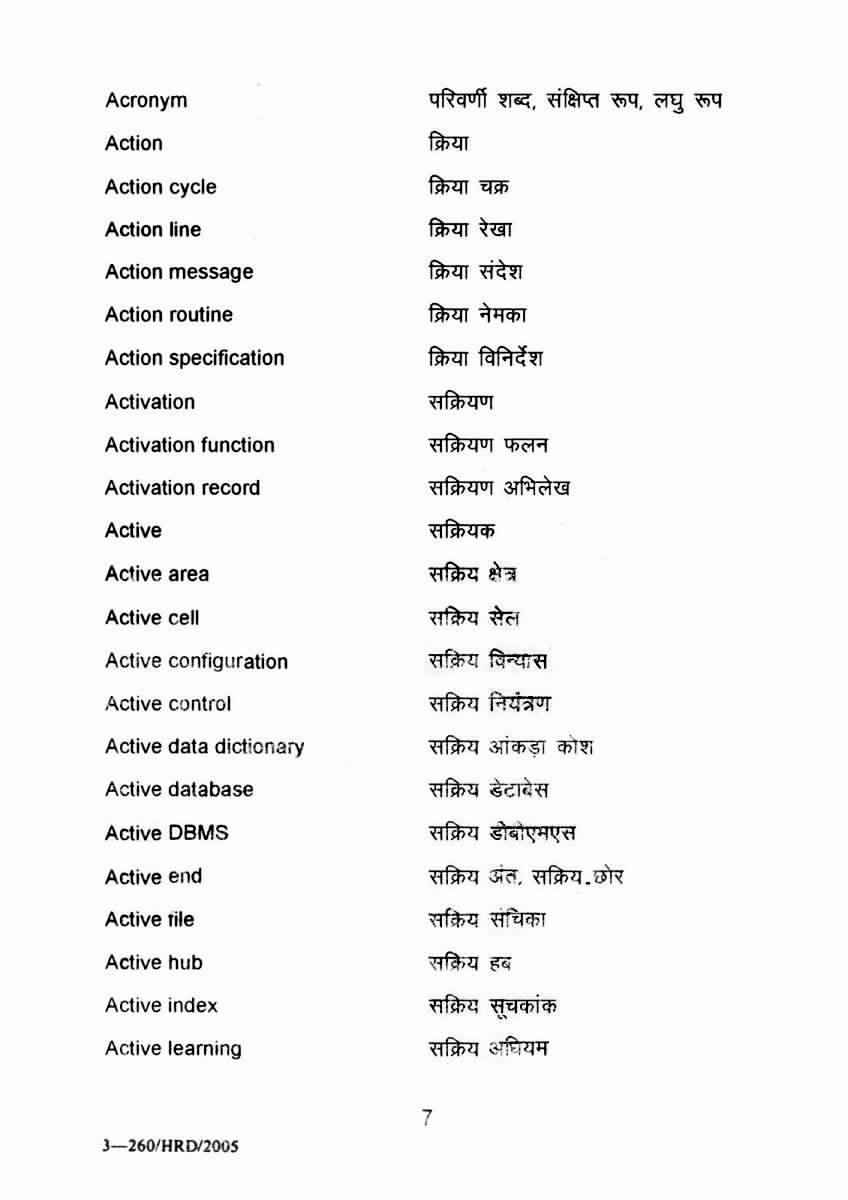 Acronym परिवर्णी शब्द, संक्षिप्त रूप, लघु रूप
Action क्रिया
Action cycle क्रिया चक्र
Action line क्रिया रेखा
Action message क्रिया संदेश
Action routine क्रिया नेमका
Action specification क्रिया विनिर्देश
Activation सक्रियण
Activation function सक्रियण फलन
Activation record सक्रियण अभिलेख
Active सक्रियक
Active area सक्रिय क्षेत्र
Active cell सक्रिय सेल
Active configuration सक्रिय विन्यास
Active control सक्रिय नियंत्रण
Active data dictionary सक्रिय आंकड़ा कोश
Active database सक्रिय डेटाबेस
Active DBMS सक्रिय डीबीएमएस
Active end सक्रिय अंत, सक्रिय छोर
Active file सक्रिय संचिका
Active hub सक्रिय हब
Active index सक्रिय सूचकांक
Active learning सक्रिय अधियम
7
3—260/HRD/2005